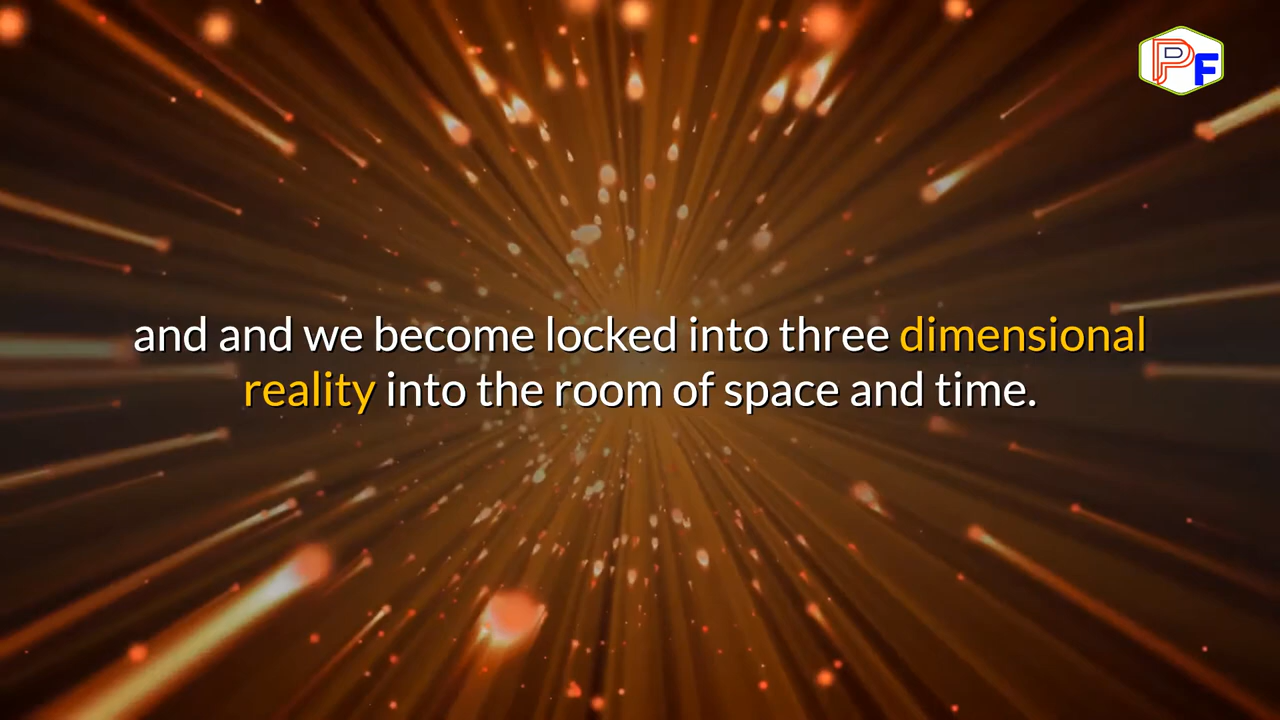 PF
and and we become locked into three dimensional
reality into the room of space and time.